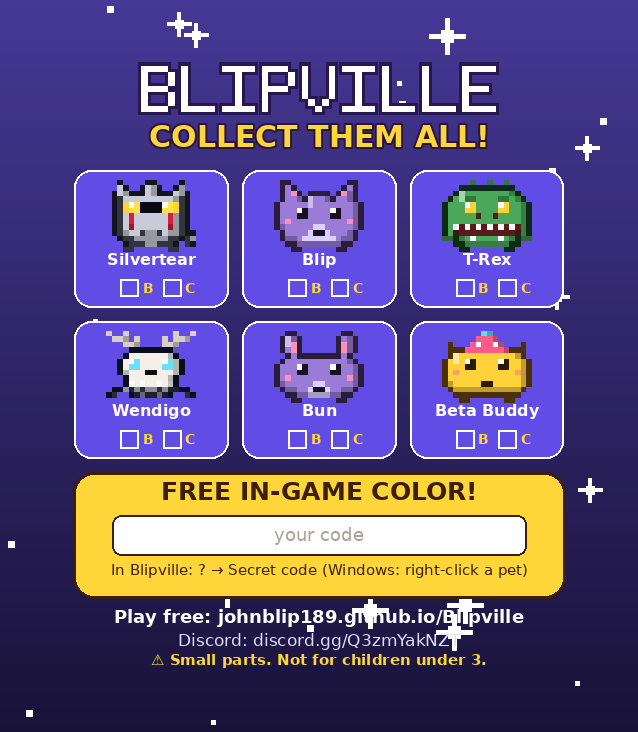 BLIPVILLE
COLLECT THEM ALL!
Silvertear
B C
Blip
B C
T-Rex
B C
Wendigo
B C
Bun
B C
Beta Buddy
B C
FREE IN-GAME COLOR!
your code
In Blipville: ? → Secret code (Windows: right-click a pet)
Play free: johnblip189.github.io/Blipville
Discord: discord.gg/Q3zmYakNZ
⚠ Small parts. Not for children under 3.